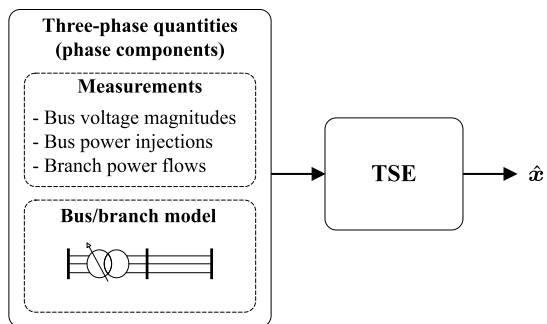 Three-phase quantities
(phase components)
Measurements
- Bus voltage magnitudes
- Bus power injections
- Branch power flows
Bus/branch model
TSE
x̂